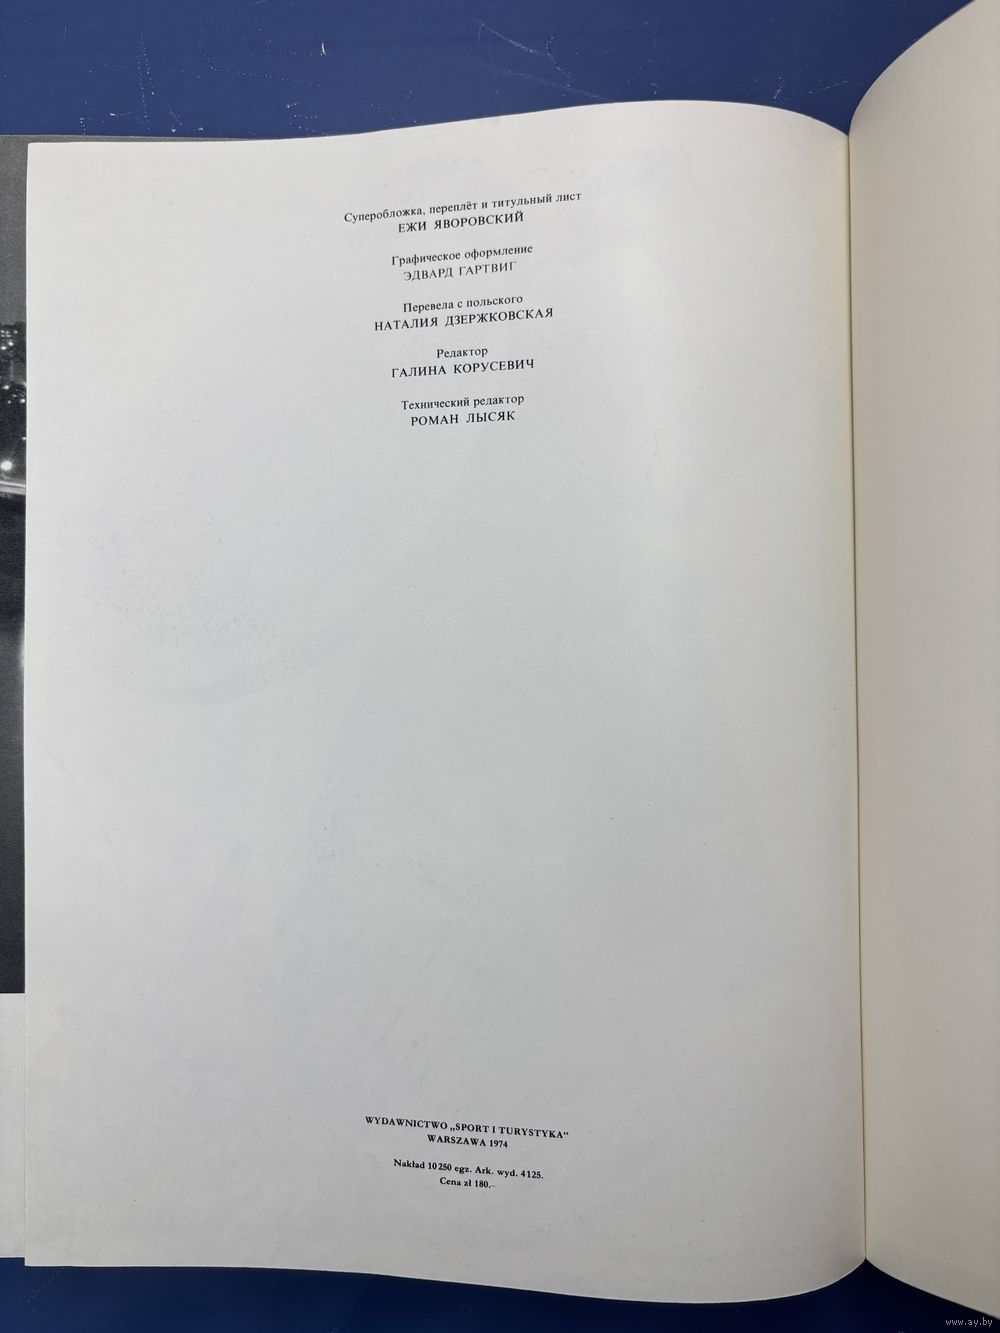 Суперобложка, переплёт и титульный лист
ЕЖИ ЯВОРОВСКИЙ
Графическое оформление
ЭДВАРД ГАРТВИГ
Перевела с польского
НАТАЛИЯ ДЗЕРЖКОВСКАЯ
Редактор
ГАЛИНА КОРУСЕВИЧ
Технический редактор
РОМАН ЛЫСЯК
WYDAWNICTWO „SPORT I TURYSTYKA"
WARSZAWA 1974
Nakład 10 250 egz. Ark. wyd. 4125.
Cena zł 180.–
www.ay.by